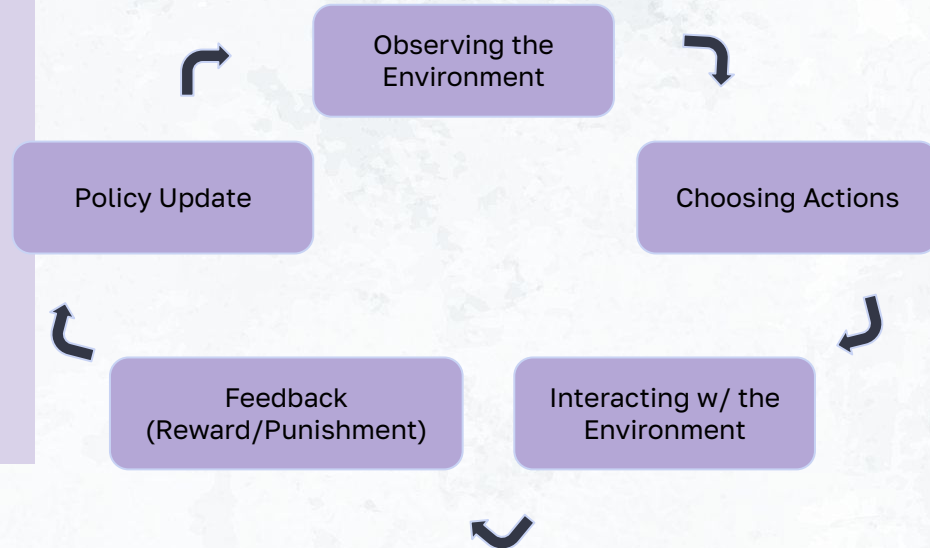 Observing the
Environment
Policy Update
Choosing Actions
Feedback
(Reward/Punishment)
Interacting w/ the
Environment